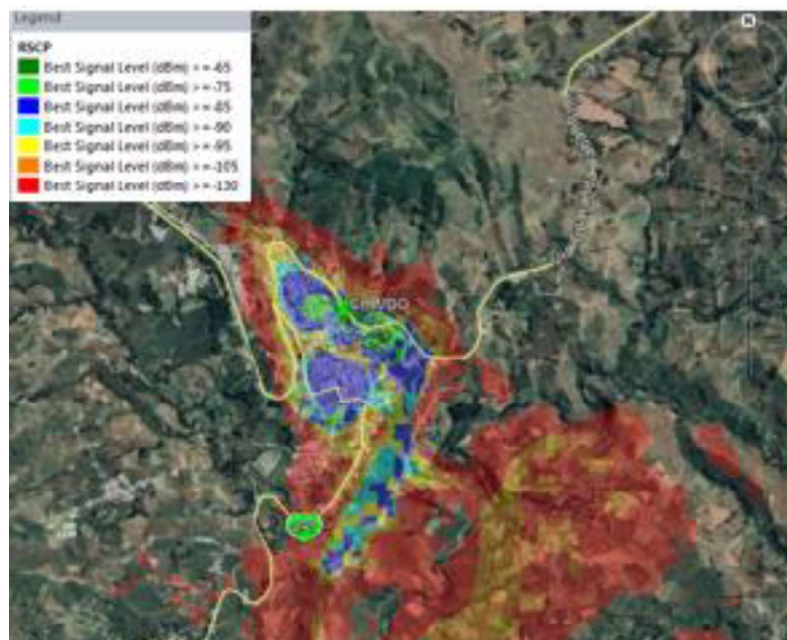 Legend
RSCP
Best Signal Level (dBm) >=-65
Best Signal Level (dBm) >=-75
Best Signal Level (dBm) >=-85
Best Signal Level (dBm) >=-90
Best Signal Level (dBm) >=-95
Best Signal Level (dBm) >=-105
Best Signal Level (dBm) >=-130